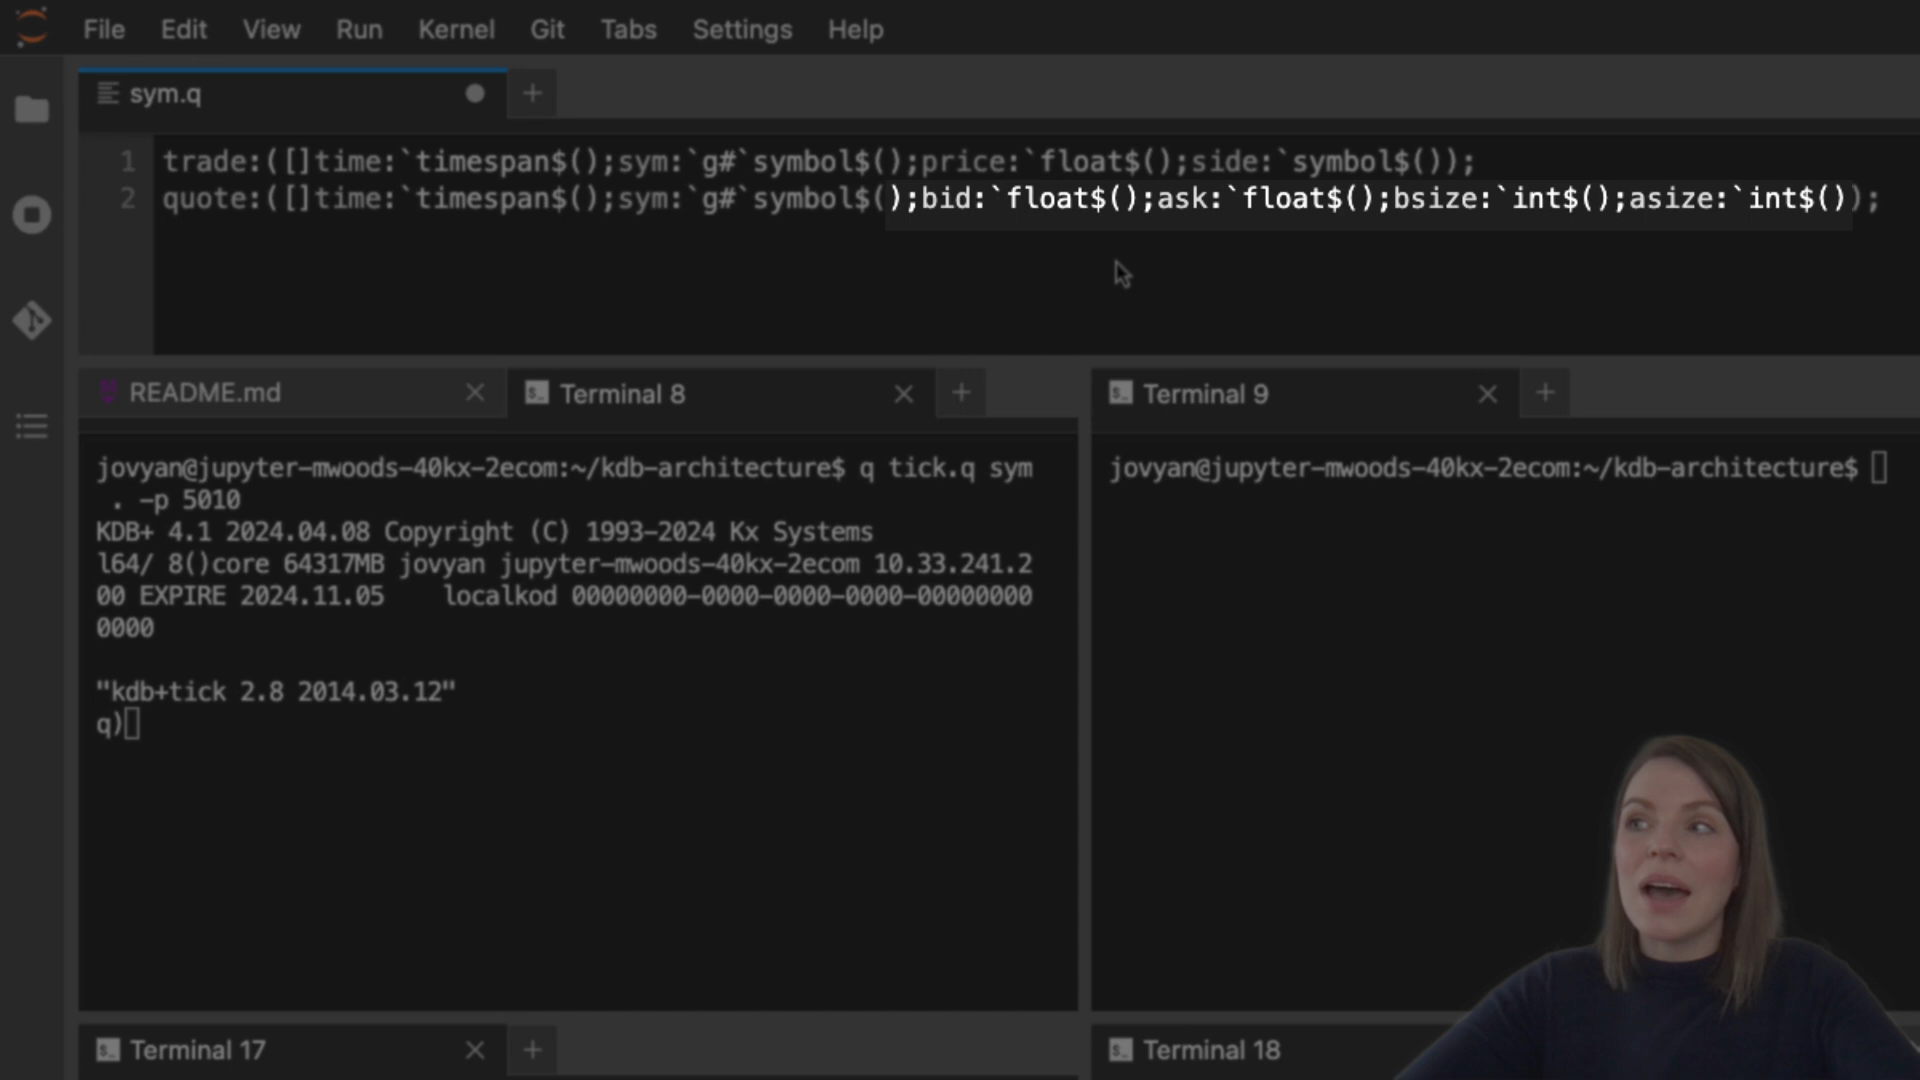 File Edit View Run Kernel Git Tabs Settings Help
sym.q
1 trade:([]time:`timespan$();sym:`g#`symbol$();price:`float$();side:`symbol$());
2 quote:([]time:`timespan$();sym:`g#`symbol$();bid:`float$();ask:`float$();bsize:`int$();asize:`int$());
README.md
Terminal 8
jovyan@jupyter-mwoods-40kx-2ecom:~/kdb-architecture$ q tick.q sym
. -p 5010
KDB+ 4.1 2024.04.08 Copyright (C) 1993-2024 Kx Systems
l64/ 8()core 64317MB jovyan jupyter-mwoods-40kx-2ecom 10.33.241.2
00 EXPIRE 2024.11.05    localkod 00000000-0000-0000-0000-00000000
0000
"kdb+tick 2.8 2014.03.12"
q)
Terminal 9
jovyan@jupyter-mwoods-40kx-2ecom:~/kdb-architecture$
Terminal 17
Terminal 18